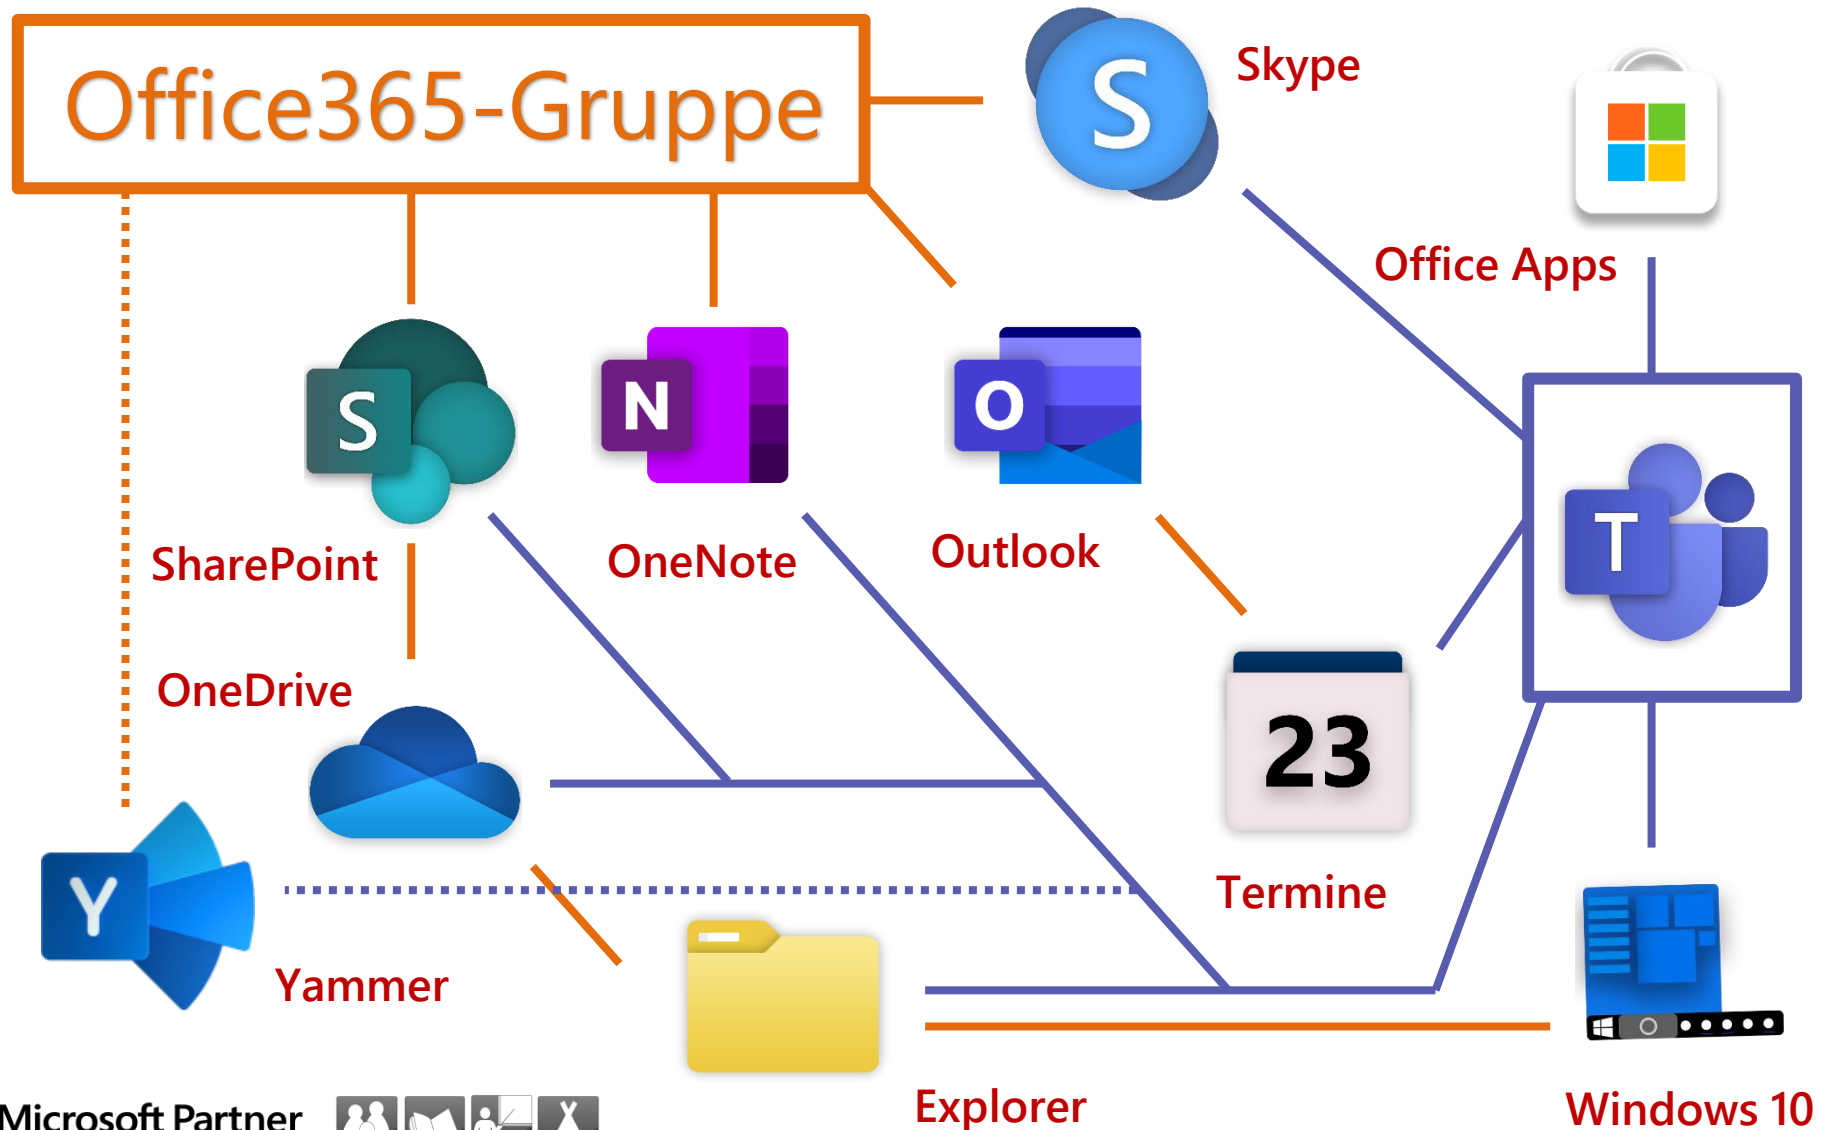 Office365-Gruppe
Skype
S
Office Apps
S
N
O
T
SharePoint
OneNote
Outlook
OneDrive
23
Y
Termine
Yammer
Explorer
Windows 10
Microsoft Partner